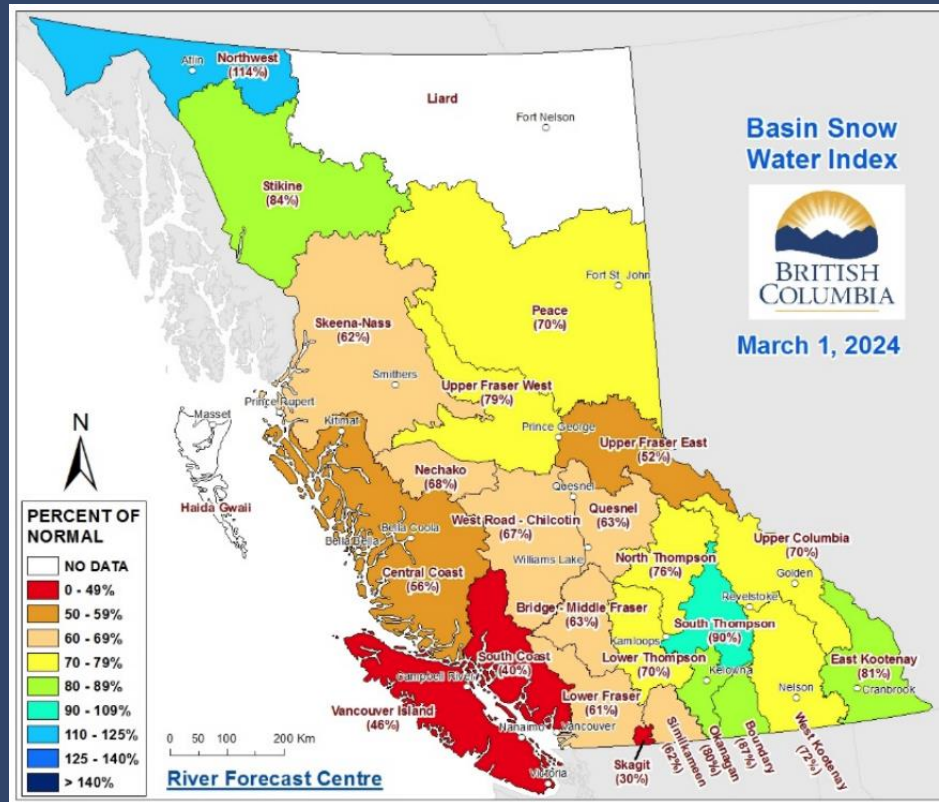 Atlin
Northwest
(114%)
Liard
Fort Nelson
Basin Snow
Water Index
BRITISH
COLUMBIA
March 1, 2024
Stikine
(84%)
Fort St. John
Peace
(70%)
Skeena-Nass
(62%)
Smithers
Upper Fraser West
(79%)
Prince Rupert
Masset
Kitimat
Prince George
Upper Fraser East
(52%)
N
Haida Gwaii
Nechako
(68%)
Quesnel
Quesnel
(63%)
West Road - Chilcotin
(67%)
Bella Coola
Bella Bella
Williams Lake
Upper Columbia
(70%)
North Thompson
(76%)
Golden
Central Coast
(56%)
Revelstoke
Bridge - Middle Fraser
(63%)
South Thompson
(90%)
Kamloops
South Coast
(40%)
Lower Thompson
(70%)
Kelowna
East Kootenay
(81%)
Cranbrook
Campbell River
Nelson
Lower Fraser
(61%)
Vancouver Island
(46%)
Nanaimo
Vancouver
Victoria
Skagit
(30%)
Similkameen
(62%)
Okanagan
(80%)
Boundary
(87%)
West Kootenay
(72%)
PERCENT OF
NORMAL
NO DATA
0 - 49%
50 - 59%
60 - 69%
70 - 79%
80 - 89%
90 - 109%
110 - 125%
125 - 140%
> 140%
0 50 100 200 Km
River Forecast Centre